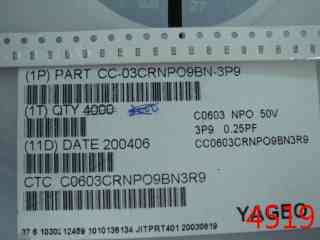 (1P) PART CC-03CRNPO9BN-3P9
(1T) QTY 4000
C0603 NPO 50V
3P9 0.25PF
(11D) DATE 200406
CC0603CRNPO9BN3R9
CTC C0603CRNPO9BN3R9
YAGEO
4519